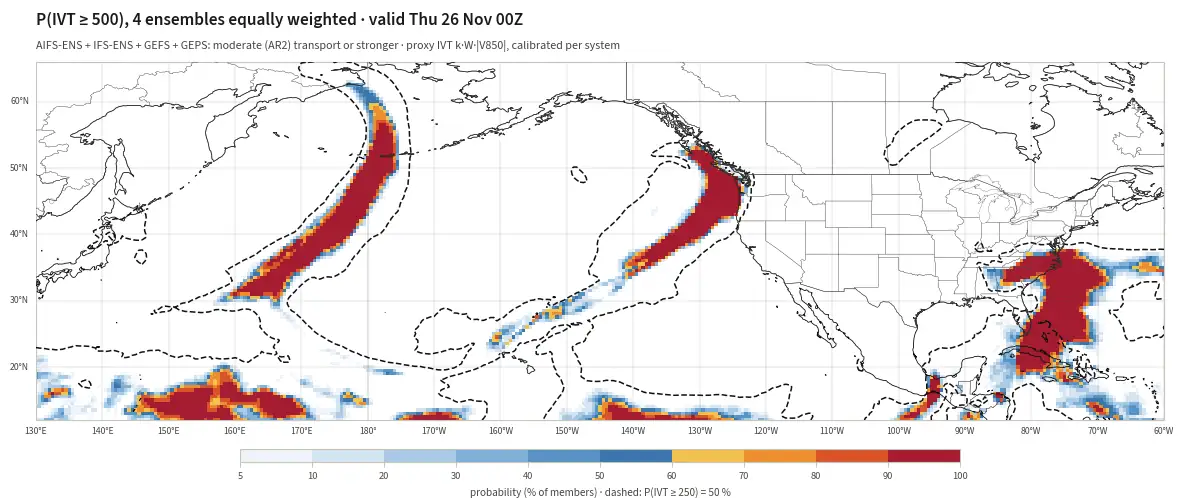 P(IVT ≥ 500), 4 ensembles equally weighted · valid Thu 26 Nov 00Z
AIFS-ENS + IFS-ENS + GEFS + GEPS: moderate (AR2) transport or stronger · proxy IVT k·W·|V850|, calibrated per system
60°N
50°N
40°N
30°N
20°N
130°E 140°E 150°E 160°E 170°E 180° 170°W 160°W 150°W 140°W 130°W 120°W 110°W 100°W 90°W 80°W 70°W 60°W
5 10 20 30 40 50 60 70 80 90 100
probability (% of members) · dashed: P(IVT ≥ 250) = 50 %